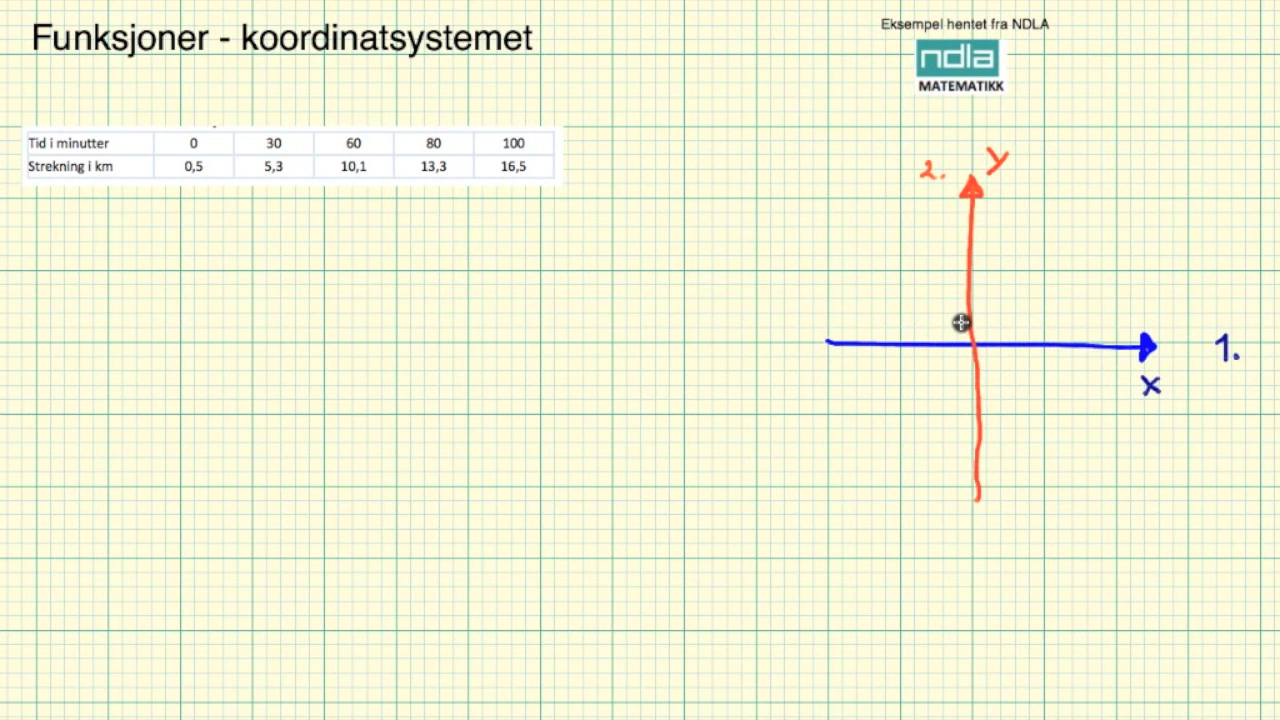 Funksjoner - koordinatsystemet
Eksempel hentet fra NDLA
ndla
MATEMATIKK
Tid i minutter 0 30 60 80 100
Strekning i km 0,5 5,3 10,1 13,3 16,5
2. y
1.
x